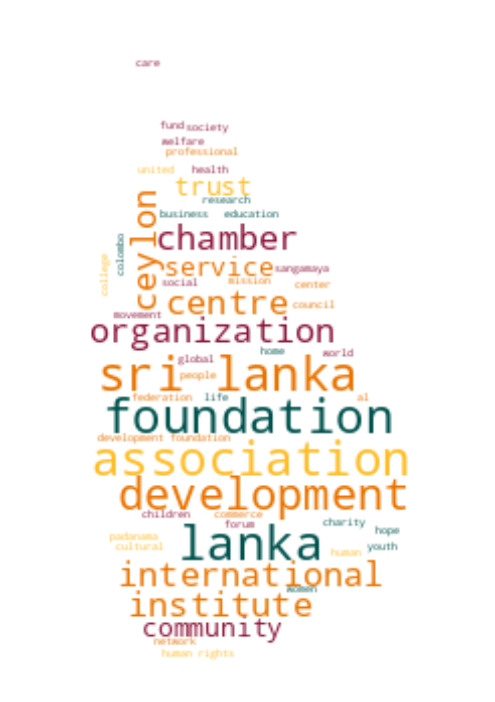 care
fund society
welfare
professional
united health
trust
research
business education
ceylon
chamber
colombo
college
service sangamaya
social mission center
centre council
movement
organization
global home world
sri lanka
people
federation life al
foundation
development foundation
association
development
children commerce
forum charity
lanka hope
padanama
cultural human youth
international
women
institute
community
network
human rights